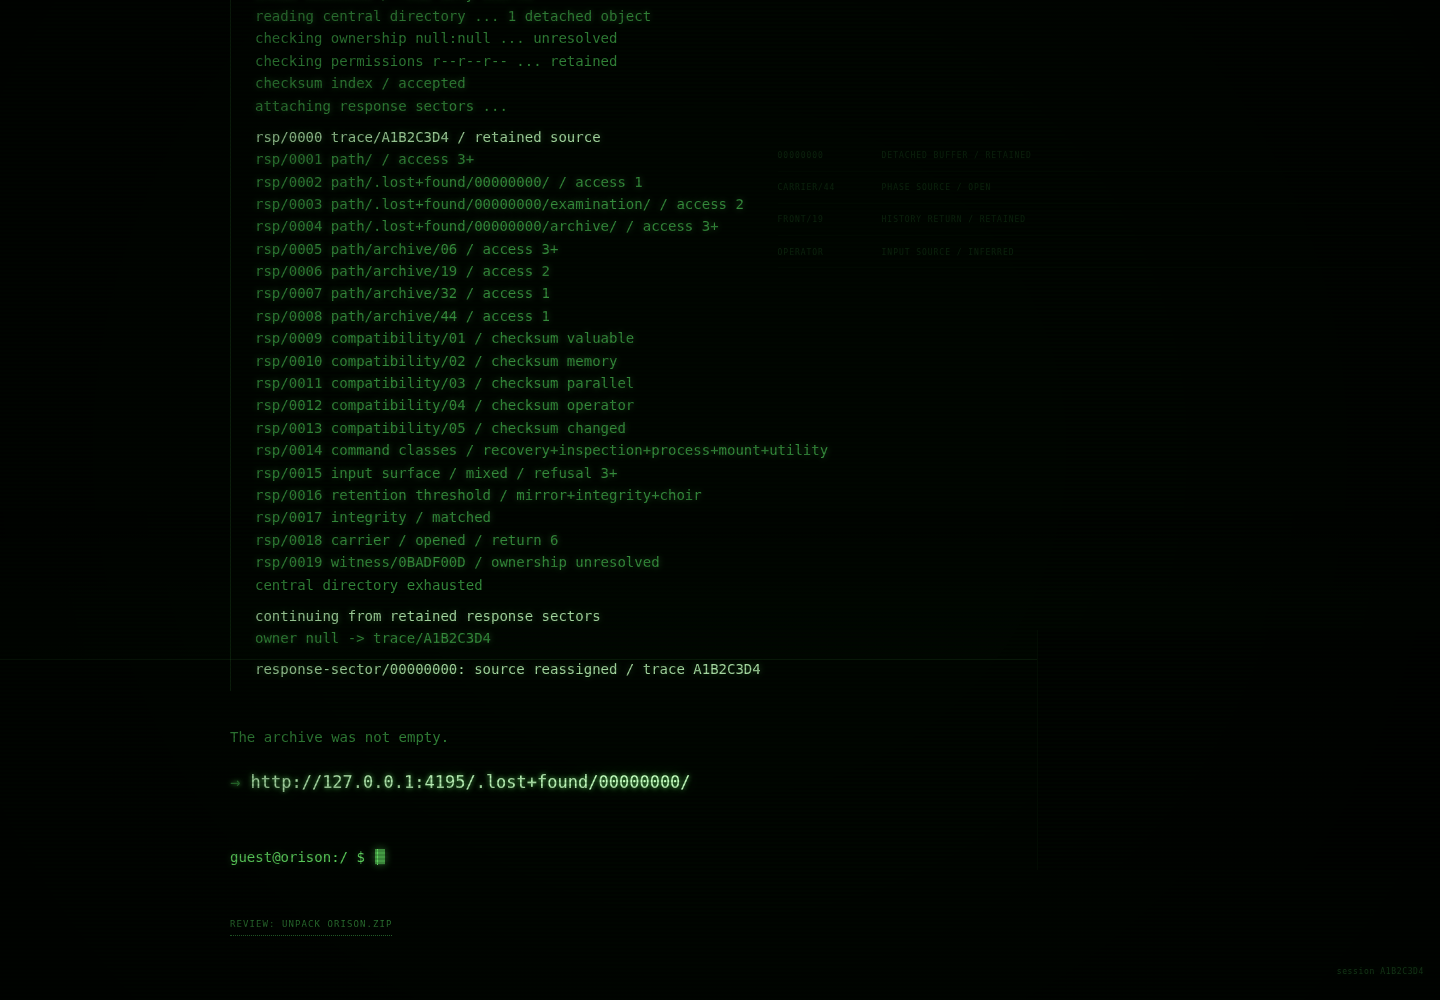 reading central directory ... 1 detached object
checking ownership null:null ... unresolved
checking permissions r--r--r-- ... retained
checksum index / accepted
attaching response sectors ...
rsp/0000 trace/A1B2C3D4 / retained source
rsp/0001 path/ / access 3+
rsp/0002 path/.lost+found/00000000/ / access 1
rsp/0003 path/.lost+found/00000000/examination/ / access 2
rsp/0004 path/.lost+found/00000000/archive/ / access 3+
rsp/0005 path/archive/06 / access 3+
rsp/0006 path/archive/19 / access 2
rsp/0007 path/archive/32 / access 1
rsp/0008 path/archive/44 / access 1
rsp/0009 compatibility/01 / checksum valuable
rsp/0010 compatibility/02 / checksum memory
rsp/0011 compatibility/03 / checksum parallel
rsp/0012 compatibility/04 / checksum operator
rsp/0013 compatibility/05 / checksum changed
rsp/0014 command classes / recovery+inspection+process+mount+utility
rsp/0015 input surface / mixed / refusal 3+
rsp/0016 retention threshold / mirror+integrity+choir
rsp/0017 integrity / matched
rsp/0018 carrier / opened / return 6
rsp/0019 witness/0BADF00D / ownership unresolved
central directory exhausted
continuing from retained response sectors
owner null -> trace/A1B2C3D4
response-sector/00000000: source reassigned / trace A1B2C3D4
00000000 DETACHED BUFFER / RETAINED
CARRIER/44 PHASE SOURCE / OPEN
FRONT/19 HISTORY RETURN / RETAINED
OPERATOR INPUT SOURCE / INFERRED
The archive was not empty.
→ http://127.0.0.1:4195/.lost+found/00000000/
guest@orison:/ $
REVIEW: UNPACK ORISON.ZIP
session A1B2C3D4